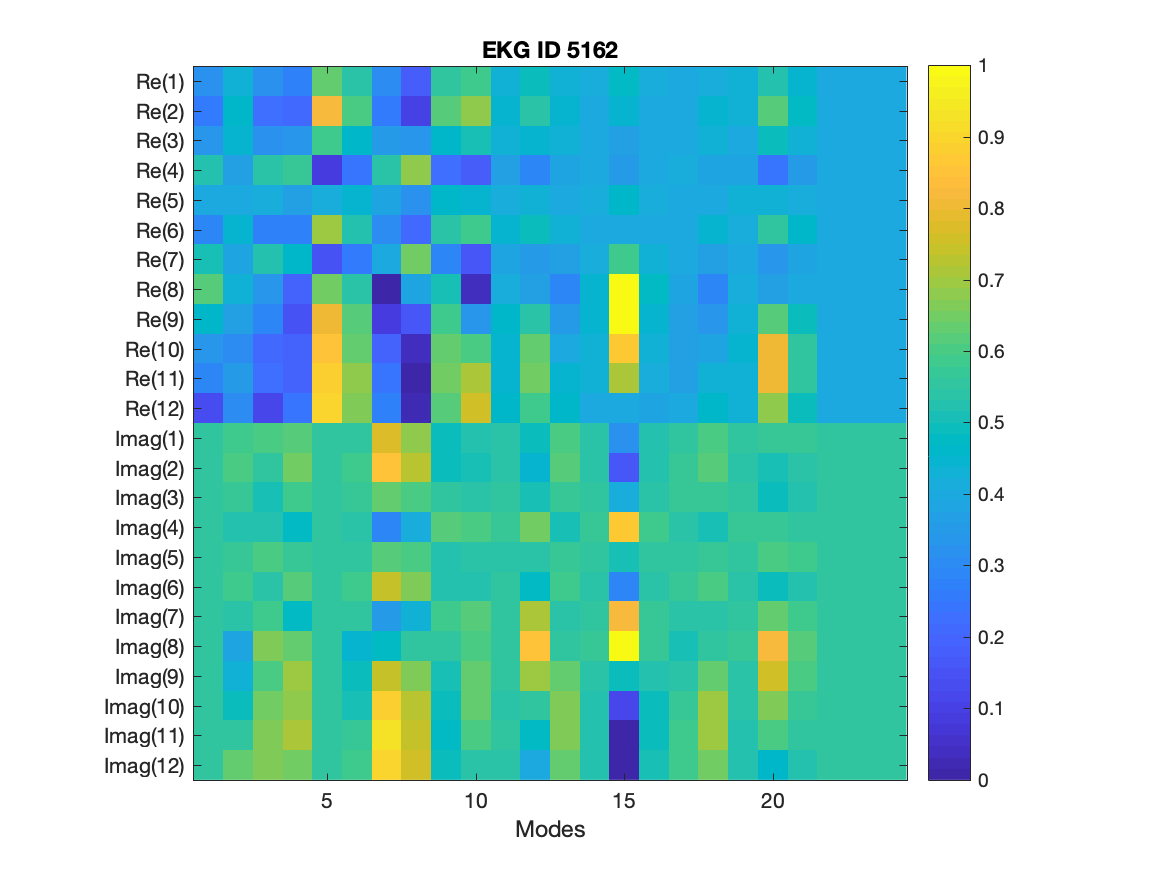 EKG ID 5162
Re(1)
Re(2)
Re(3)
Re(4)
Re(5)
Re(6)
Re(7)
Re(8)
Re(9)
Re(10)
Re(11)
Re(12)
Imag(1)
Imag(2)
Imag(3)
Imag(4)
Imag(5)
Imag(6)
Imag(7)
Imag(8)
Imag(9)
Imag(10)
Imag(11)
Imag(12)
5 10 15 20
Modes
1
0.9
0.8
0.7
0.6
0.5
0.4
0.3
0.2
0.1
0